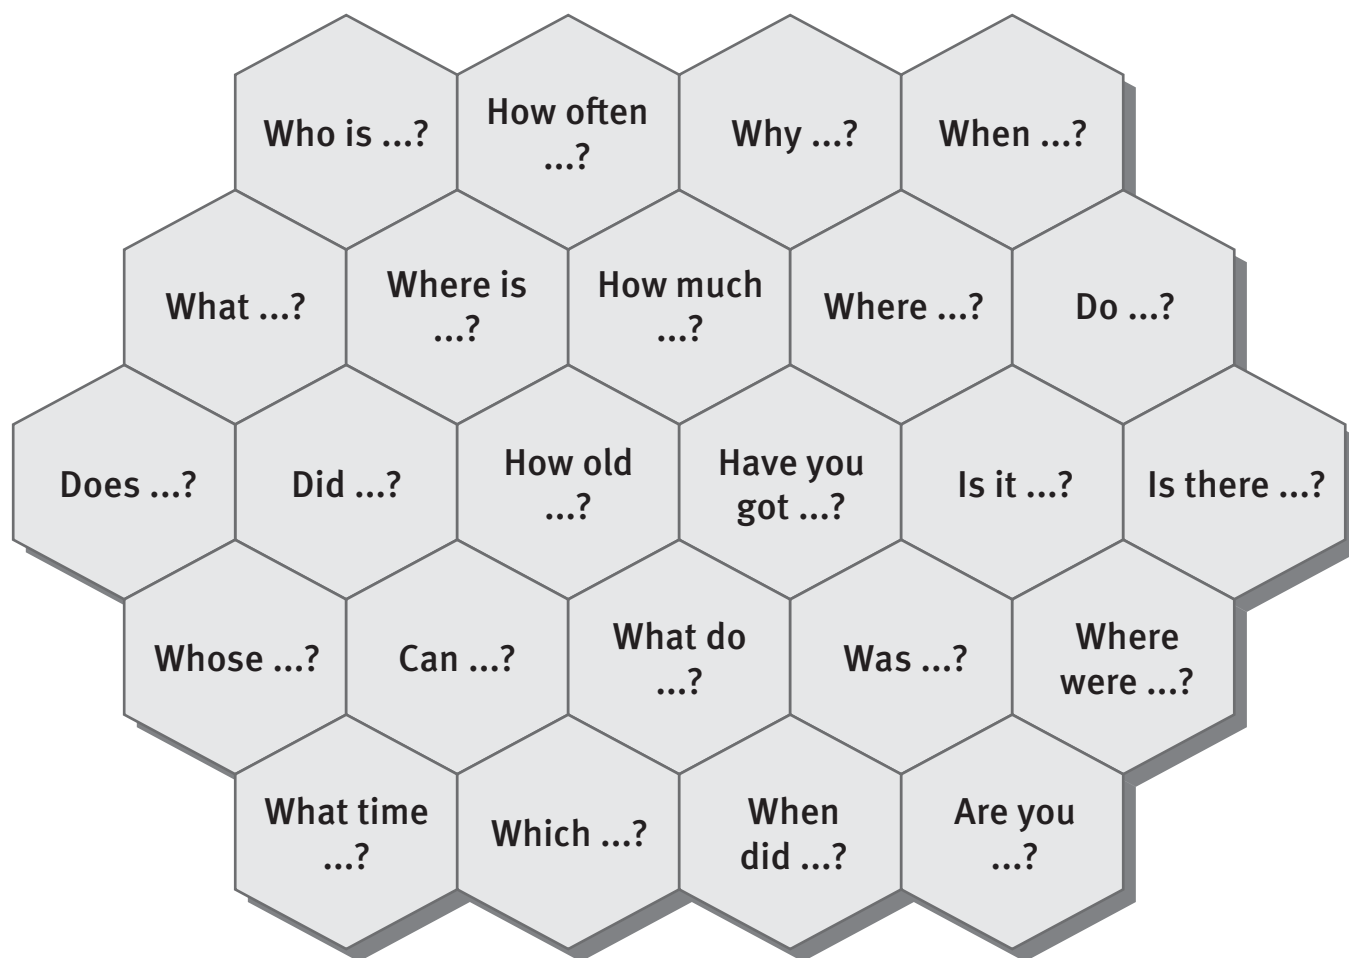 Who is ...?
How often
...?
Why ...?
When ...?
What ...?
Where is
...?
How much
...?
Where ...?
Do ...?
Does ...?
Did ...?
How old
...?
Have you
got ...?
Is it ...?
Is there ...?
Whose ...?
Can ...?
What do
...?
Was ...?
Where
were ...?
What time
...?
Which ...?
When
did ...?
Are you
...?